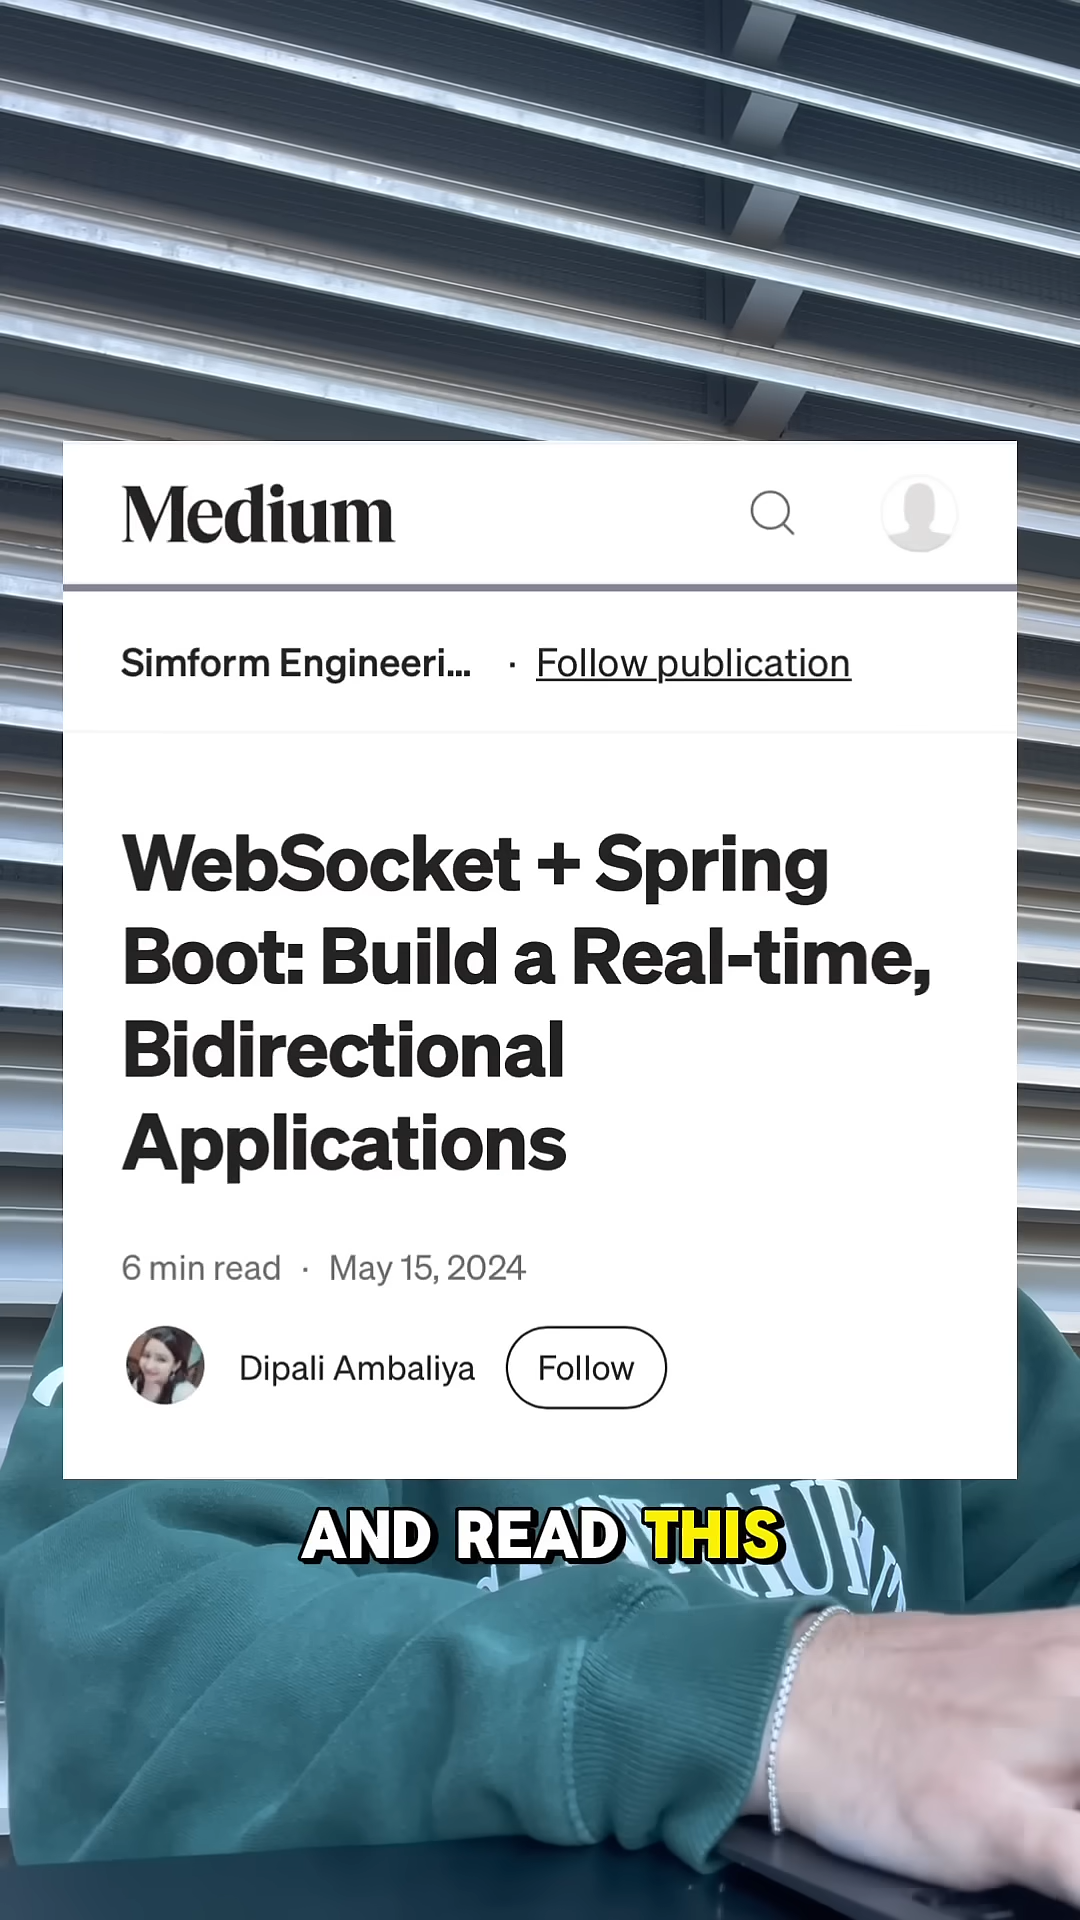 Medium
Simform Engineeri... · Follow publication
WebSocket + Spring
Boot: Build a Real-time,
Bidirectional
Applications
6 min read · May 15, 2024
Dipali Ambaliya Follow
AND READ THIS